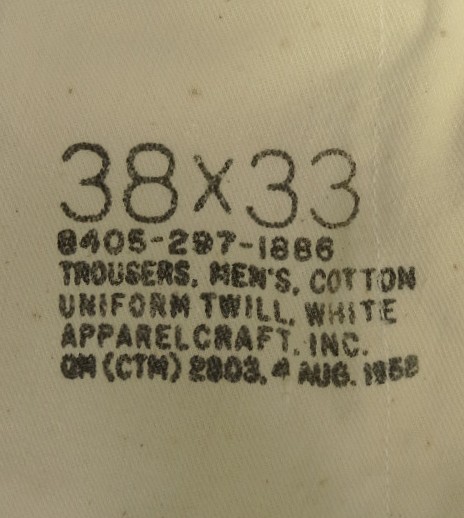 38x33
8405-297-1886
TROUSERS, MEN'S, COTTON
UNIFORM TWILL, WHITE
APPARELCRAFT, INC.
QM (CTM) 2803, 4 AUG. 1958